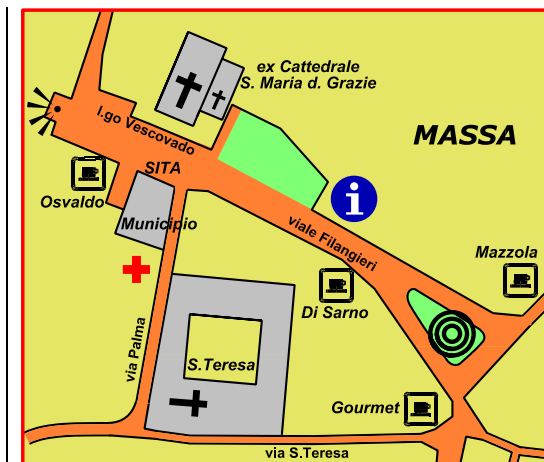 ex Cattedrale
S. Maria d. Grazie
MASSA
l.go Vescovado
SITA
Osvaldo
Municipio
i
viale Filangieri
Mazzola
Di Sarno
via Palma
S.Teresa
Gourmet
via S.Teresa